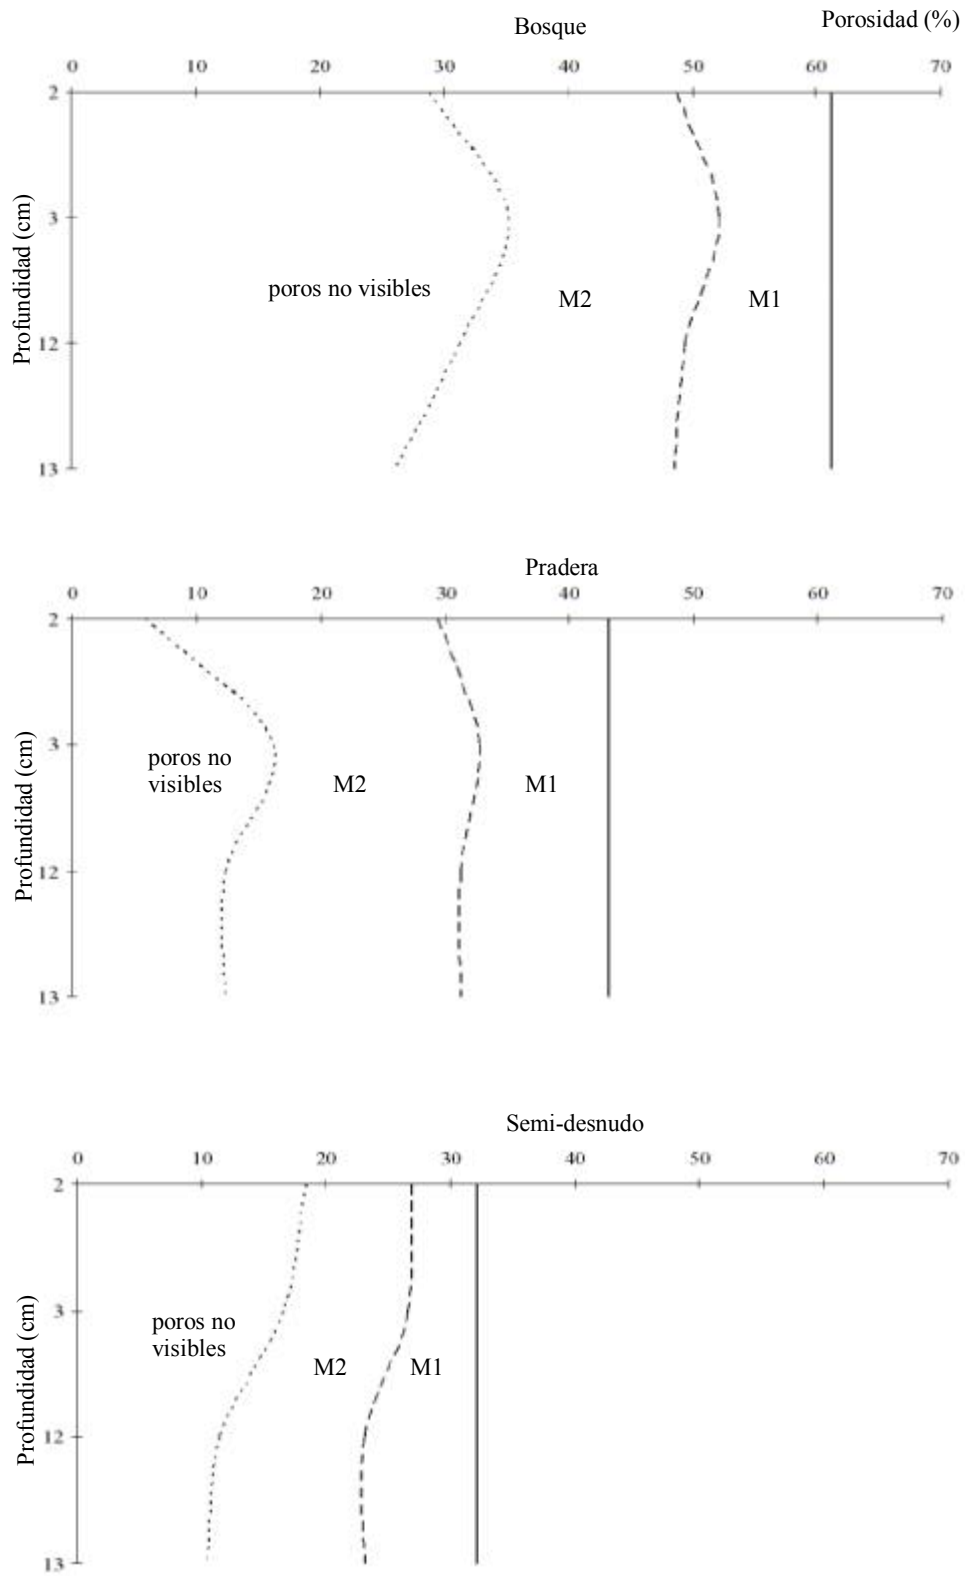 Bosque
Porosidad (%)
0 10 20 30 40 50 60 70
2
3
12
13
Profundidad (cm)
poros no visibles
M2
M1
Pradera
0 10 20 30 40 50 60 70
2
3
12
13
Profundidad (cm)
poros no
visibles
M2
M1
Semi-desnudo
0 10 20 30 40 50 60 70
2
3
12
13
Profundidad (cm)
poros no
visibles
M2
M1